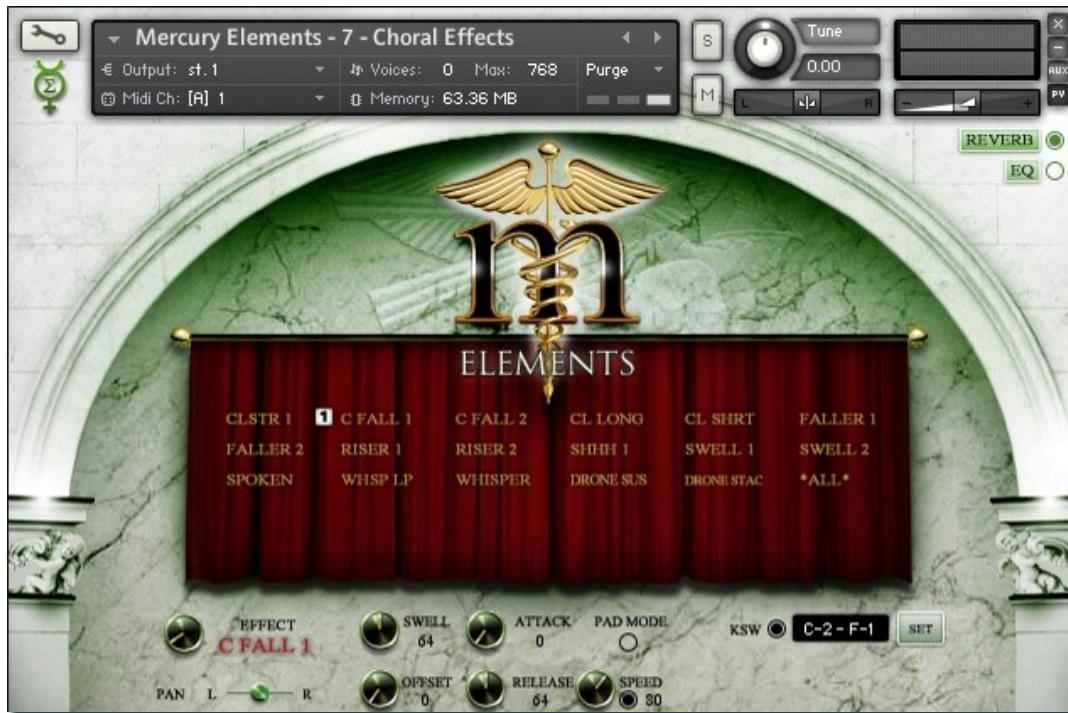 Mercury Elements - 7 - Choral Effects
Output: st.1
Voices: 0 Max: 768
Purge
Midi Ch: [A] 1
Memory: 63.36 MB
S
M
Tune
0.00
L R
- +
X
-
AUX
PV
REVERB
EQ
m
ELEMENTS
CLSTR 1 1 C FALL 1 C FALL 2 CL LONG CL SHRT FALLER 1
FALLER 2 RISER 1 RISER 2 SHHH 1 SWELL 1 SWELL 2
SPOKEN WHSP LP WHISPER DRONE SUS DRONE STAC *ALL*
EFFECT
C FALL 1
SWELL
64
ATTACK
0
PAD MODE
KSW C-2 - F-1 SET
PAN L R
OFFSET
0
RELEASE
64
SPEED
80